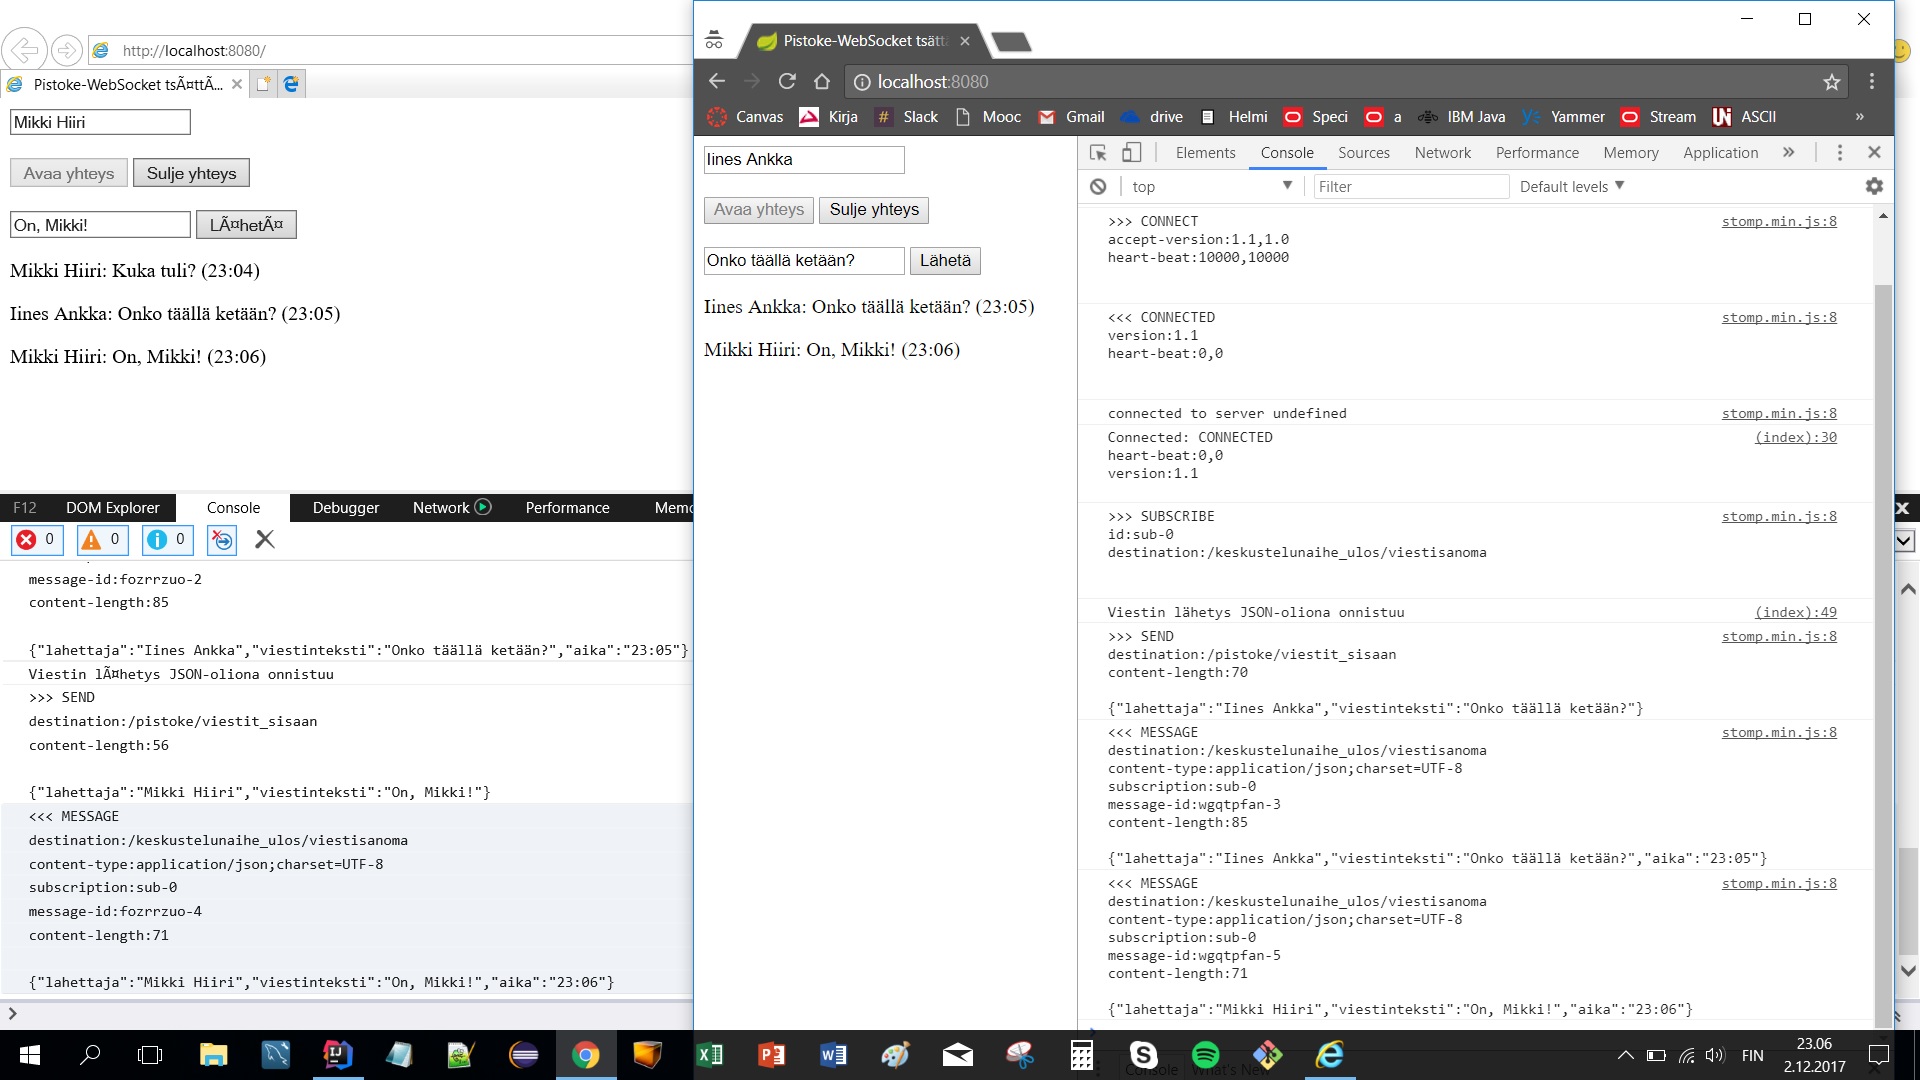 http://localhost:8080/
Pistoke-WebSocket tsÃ¤ttÃ...
Mikki Hiiri
Avaa yhteys Sulje yhteys
On, Mikki! LÃ¤hetÃ¤
Mikki Hiiri: Kuka tuli? (23:04)
Iines Ankka: Onko täällä ketään? (23:05)
Mikki Hiiri: On, Mikki! (23:06)
F12 DOM Explorer Console Debugger Network Performance Memo
0 0 0
message-id:fozrrzuo-2
content-length:85
{"lahettaja":"Iines Ankka","viestinteksti":"Onko täällä ketään?","aika":"23:05"}
Viestin lÃ¤hetys JSON-oliona onnistuu
>>> SEND
destination:/pistoke/viestit_sisaan
content-length:56
{"lahettaja":"Mikki Hiiri","viestinteksti":"On, Mikki!"}
<<< MESSAGE
destination:/keskustelunaihe_ulos/viestisanoma
content-type:application/json;charset=UTF-8
subscription:sub-0
message-id:fozrrzuo-4
content-length:71
{"lahettaja":"Mikki Hiiri","viestinteksti":"On, Mikki!","aika":"23:06"}
Pistoke-WebSocket tsätt
localhost:8080
Canvas Kirja Slack Mooc Gmail drive Helmi Speci a IBM Java Yammer Stream ASCII »
Iines Ankka
Avaa yhteys Sulje yhteys
Onko täällä ketään? Lähetä
Iines Ankka: Onko täällä ketään? (23:05)
Mikki Hiiri: On, Mikki! (23:06)
Elements Console Sources Network Performance Memory Application »
top Filter Default levels
>>> CONNECT stomp.min.js:8
accept-version:1.1,1.0
heart-beat:10000,10000
<<< CONNECTED stomp.min.js:8
version:1.1
heart-beat:0,0
connected to server undefined stomp.min.js:8
Connected: CONNECTED (index):30
heart-beat:0,0
version:1.1
>>> SUBSCRIBE stomp.min.js:8
id:sub-0
destination:/keskustelunaihe_ulos/viestisanoma
Viestin lähetys JSON-oliona onnistuu (index):49
>>> SEND stomp.min.js:8
destination:/pistoke/viestit_sisaan
content-length:70
{"lahettaja":"Iines Ankka","viestinteksti":"Onko täällä ketään?"}
<<< MESSAGE stomp.min.js:8
destination:/keskustelunaihe_ulos/viestisanoma
content-type:application/json;charset=UTF-8
subscription:sub-0
message-id:wgqtpfan-3
content-length:85
{"lahettaja":"Iines Ankka","viestinteksti":"Onko täällä ketään?","aika":"23:05"}
<<< MESSAGE stomp.min.js:8
destination:/keskustelunaihe_ulos/viestisanoma
content-type:application/json;charset=UTF-8
subscription:sub-0
message-id:wgqtpfan-5
content-length:71
{"lahettaja":"Mikki Hiiri","viestinteksti":"On, Mikki!","aika":"23:06"}
Console What's New
FIN 23.06
2.12.2017